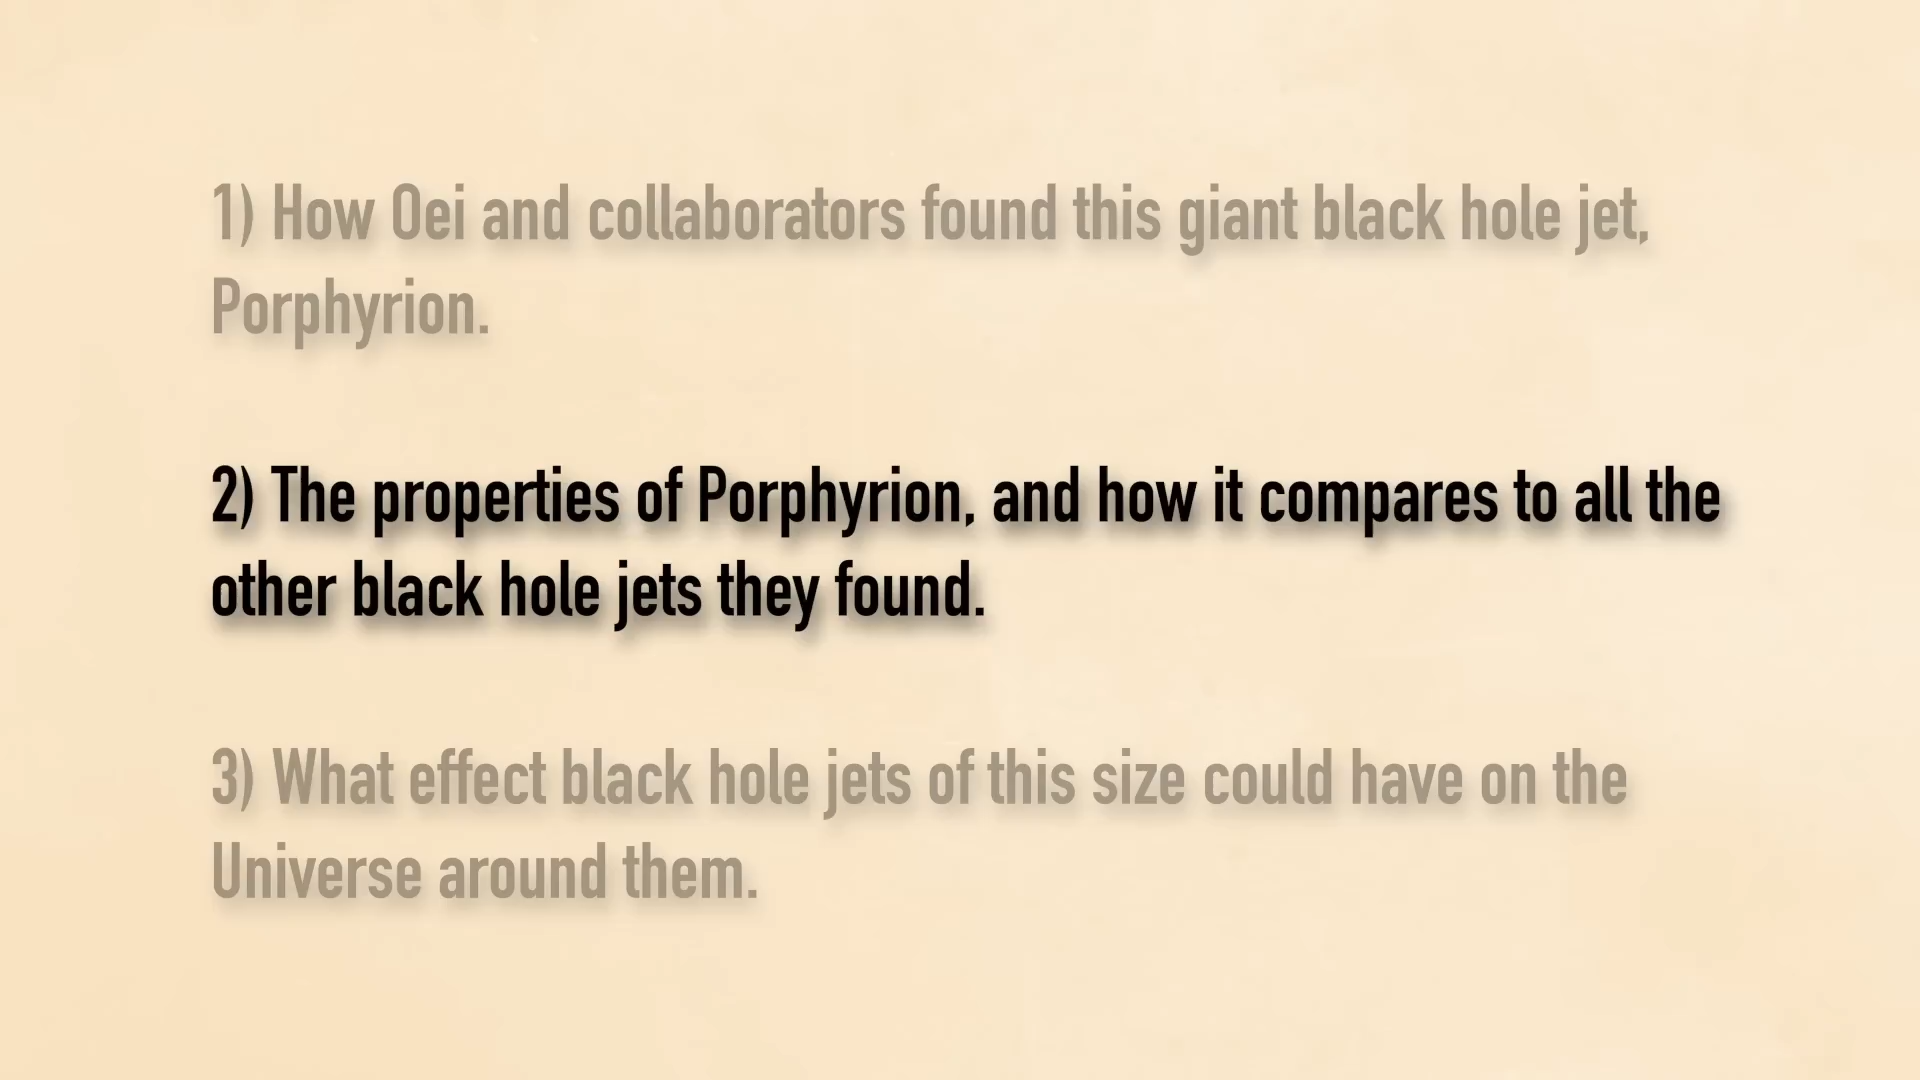 1) How Oei and collaborators found this giant black hole jet,
Porphyrion.
2) The properties of Porphyrion, and how it compares to all the
other black hole jets they found.
3) What effect black hole jets of this size could have on the
Universe around them.